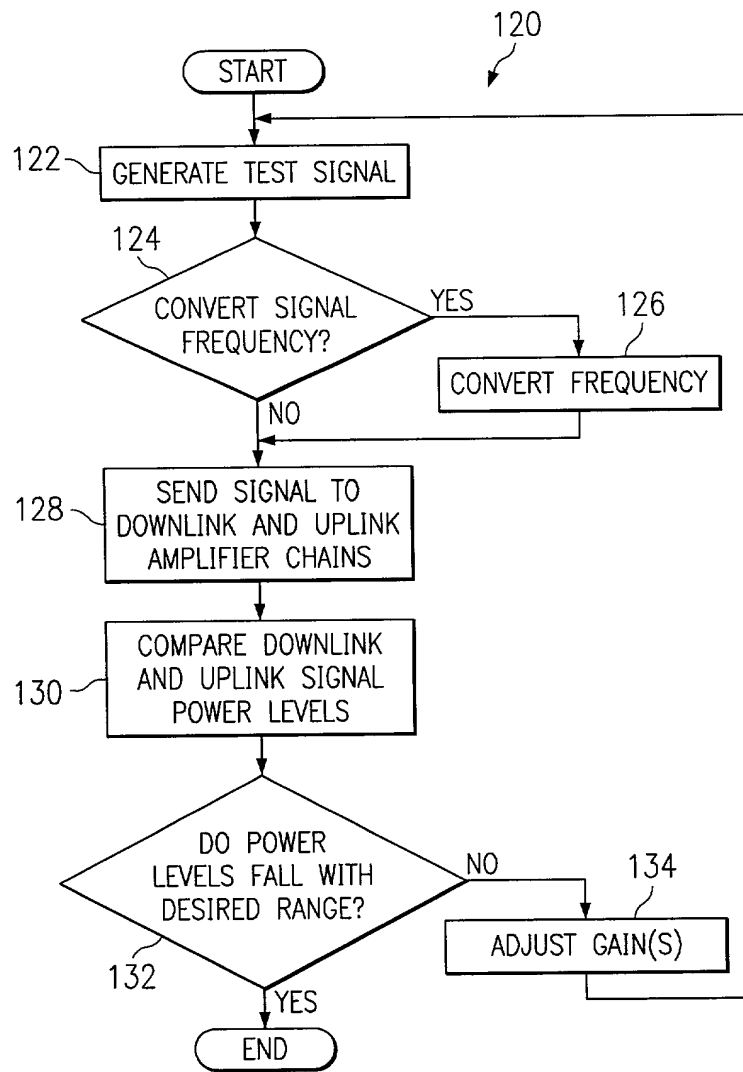 120
START
122
GENERATE TEST SIGNAL
124
CONVERT SIGNAL
FREQUENCY?
YES
126
CONVERT FREQUENCY
NO
128
SEND SIGNAL TO
DOWNLINK AND UPLINK
AMPLIFIER CHAINS
130
COMPARE DOWNLINK
AND UPLINK SIGNAL
POWER LEVELS
DO POWER
LEVELS FALL WITH
DESIRED RANGE?
132
NO
134
ADJUST GAIN(S)
YES
END